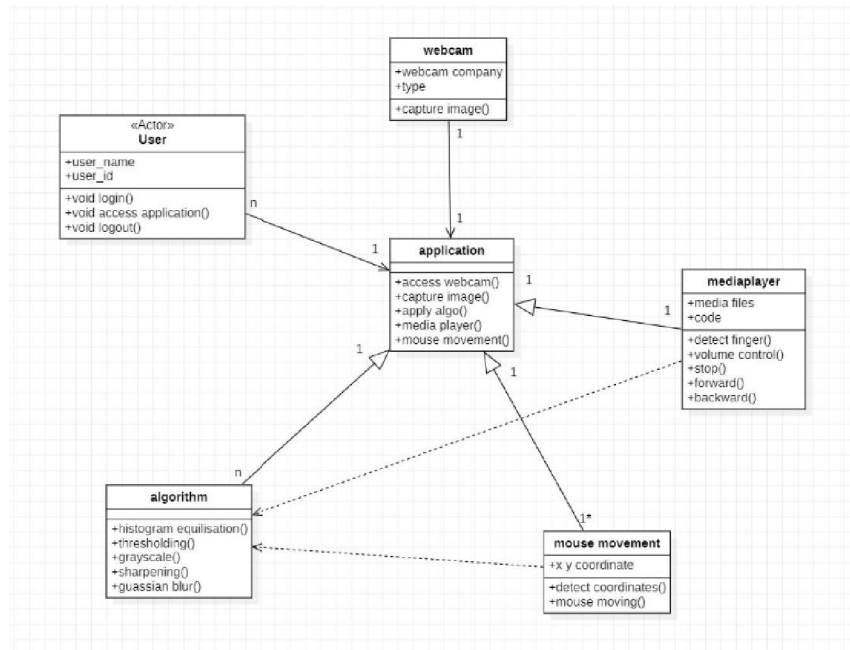 webcam
+webcam company
+type
+capture image()
1
1
«Actor»
User
+user_name
+user_id
+void login()
+void access application()
+void logout()
n
1
application
+access webcam()
+capture image()
+apply algo()
+media player()
+mouse movement()
1
1
mediaplayer
+media files
+code
+detect finger()
+volume control()
+stop()
+forward()
+backward()
1
n
1
1*
algorithm
+histogram equilisation()
+thresholding()
+grayscale()
+sharpening()
+guassian blur()
mouse movement
+x y coordinate
+detect coordinates()
+mouse moving()